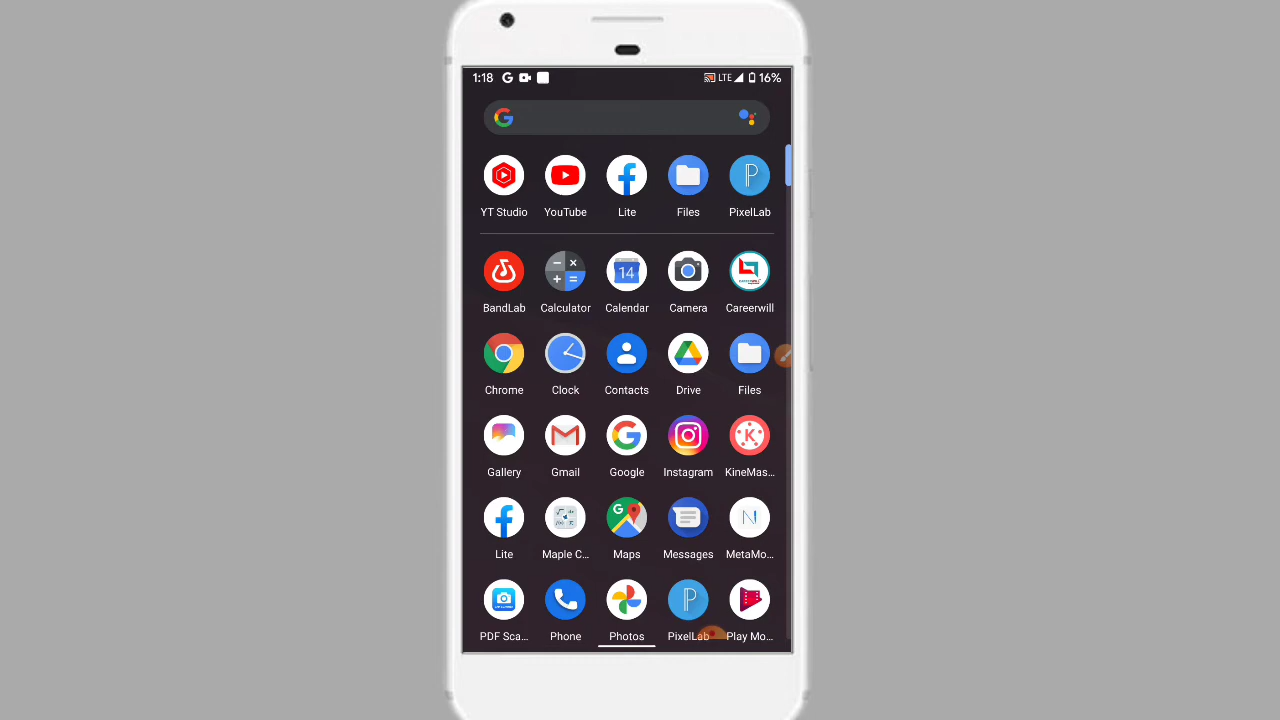 1:18 LTE 16%
YT Studio YouTube Lite Files PixelLab
14
BandLab Calculator Calendar Camera Careerwill
Chrome Clock Contacts Drive Files
Gallery Gmail Google Instagram KineMas...
Lite Maple C... Maps Messages MetaMo...
PDF Sca... Phone Photos PixelLab Play Mo...